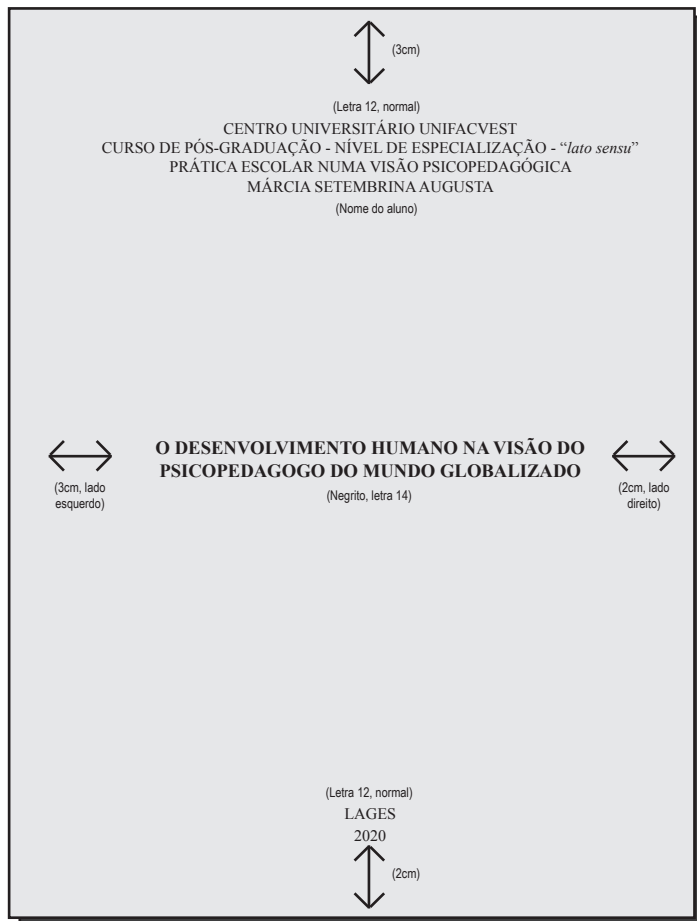 (3cm)
(Letra 12, normal)
CENTRO UNIVERSITÁRIO UNIFACVEST
CURSO DE PÓS-GRADUAÇÃO - NÍVEL DE ESPECIALIZAÇÃO - “lato sensu”
PRÁTICA ESCOLAR NUMA VISÃO PSICOPEDAGÓGICA
MÁRCIA SETEMBRINA AUGUSTA
(Nome do aluno)
O DESENVOLVIMENTO HUMANO NA VISÃO DO
PSICOPEDAGOGO DO MUNDO GLOBALIZADO
(Negrito, letra 14)
(3cm, lado
esquerdo)
(2cm, lado
direito)
(Letra 12, normal)
LAGES
2020
(2cm)